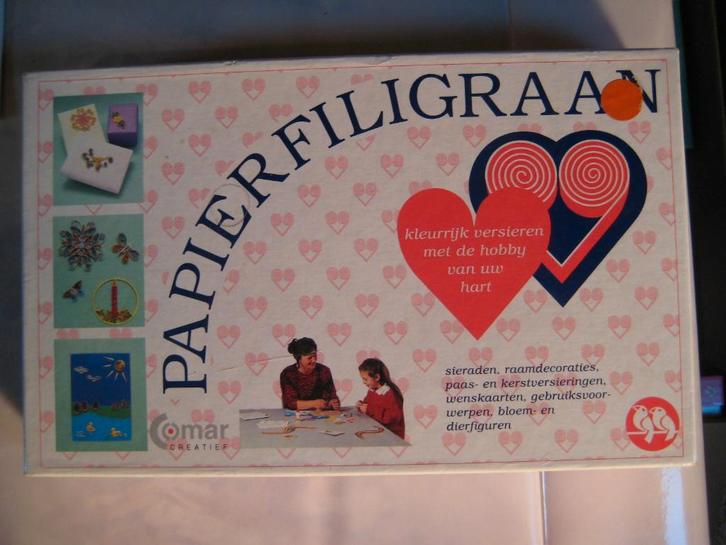 PAPIERFILIGRAAN
kleurrijk versieren
met de hobby
van uw
hart
sieraden, raamdecoraties,
paas- en kerstversieringen,
wenskaarten, gebruiksvoor-
werpen, bloem- en
dierfiguren
Comar
CREATIEF